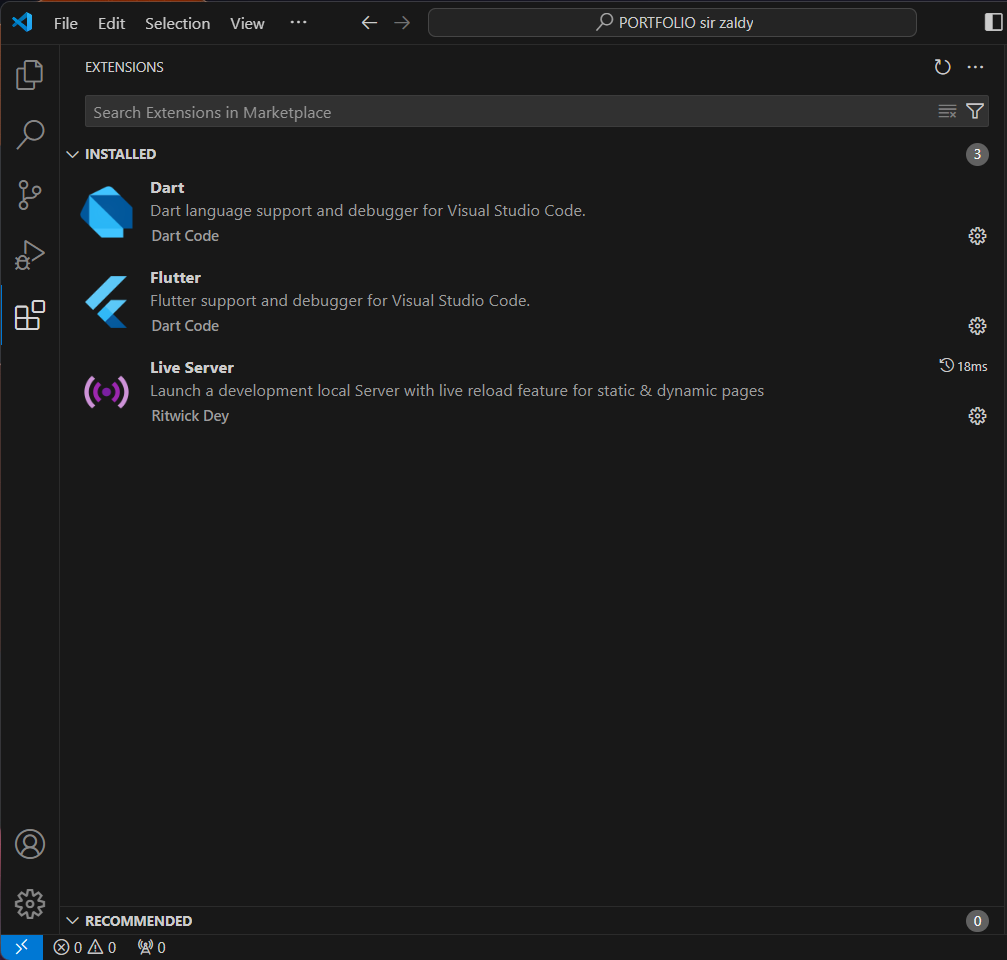 File Edit Selection View ··· PORTFOLIO sir zaldy
EXTENSIONS
Search Extensions in Marketplace
INSTALLED 3
Dart
Dart language support and debugger for Visual Studio Code.
Dart Code
Flutter
Flutter support and debugger for Visual Studio Code.
Dart Code
Live Server 18ms
Launch a development local Server with live reload feature for static & dynamic pages
Ritwick Dey
RECOMMENDED 0
0 0 0